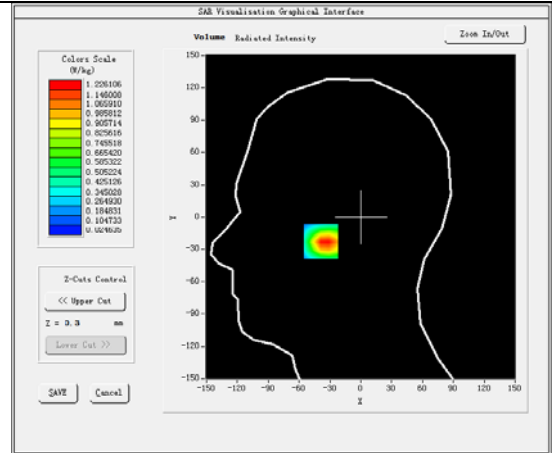 SAR Visualisation Graphical Interface
Volume Radiated Intensity
Zoom In/Out
Colors Scale
(W/kg)
1.226106
1.146008
1.065910
0.985812
0.905714
0.825616
0.745518
0.665420
0.585322
0.505224
0.425126
0.345028
0.264930
0.184831
0.104733
0.024635
150
120
90
60
30
0
-30
-60
-90
-120
-150
Y
-150 -120 -90 -60 -30 0 30 60 90 120 150
X
Z-Cuts Control
<< Upper Cut
Z = 3.3 mm
Lower Cut >>
SAVE Cancel